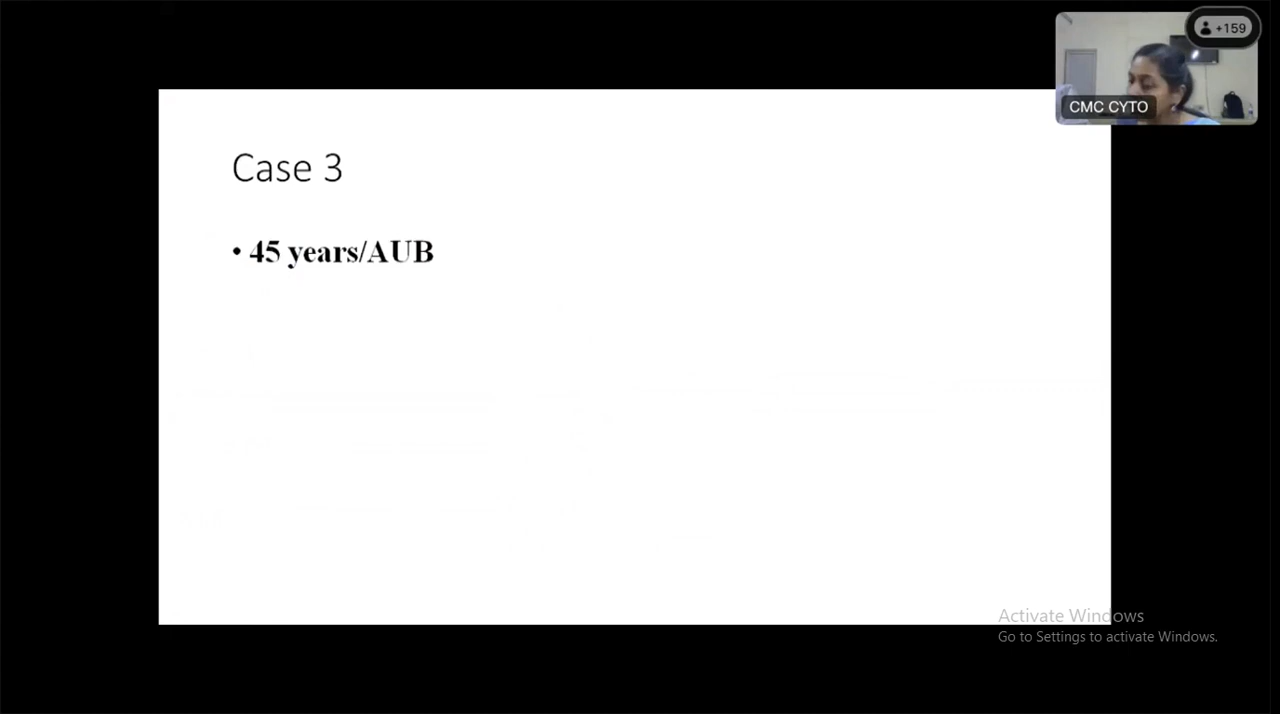 +159
CMC CYTO
Case 3
• 45 years/AUB
Activate Windows
Go to Settings to activate Windows.